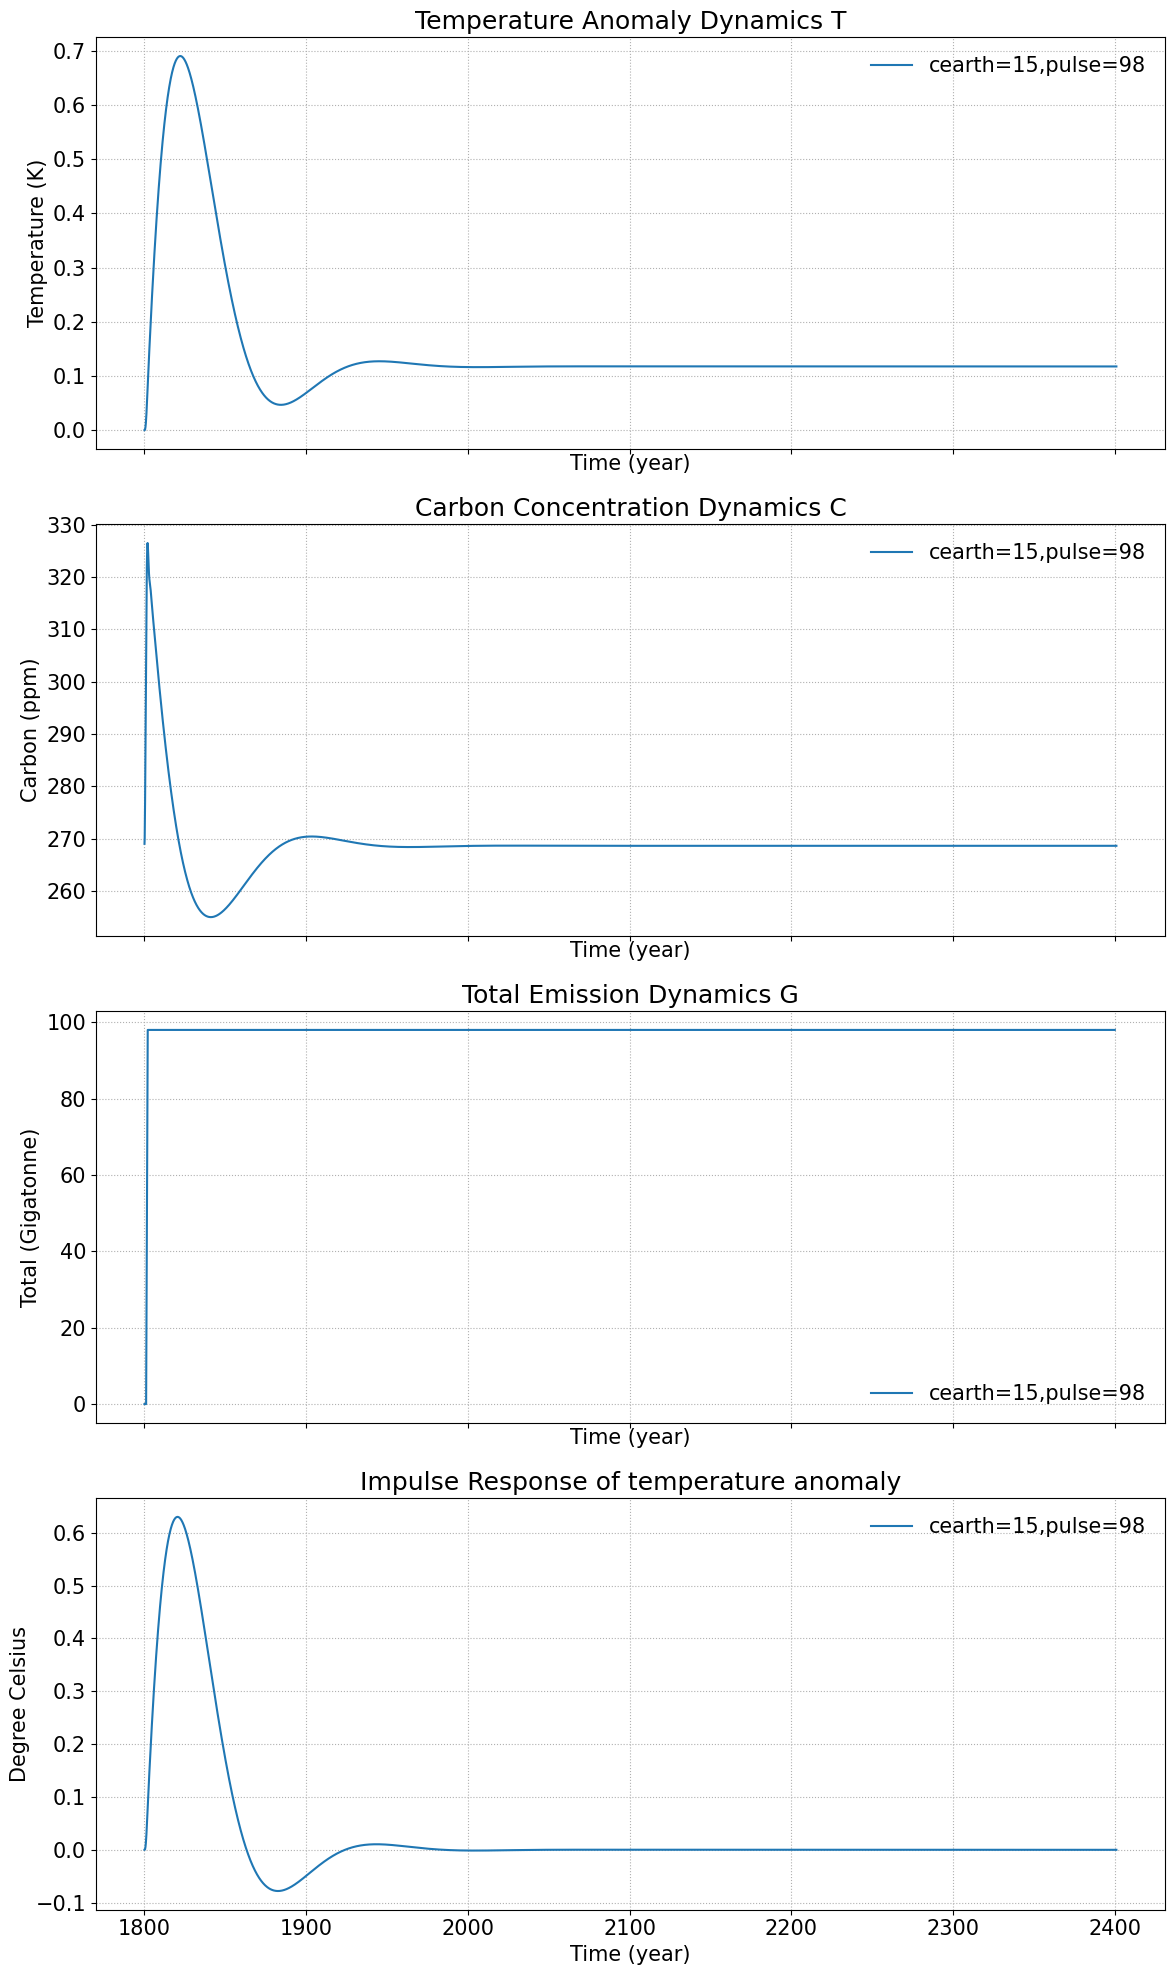 Temperature Anomaly Dynamics T
cearth=15,pulse=98
Temperature (K)
0.7
0.6
0.5
0.4
0.3
0.2
0.1
0.0
Time (year)
Carbon Concentration Dynamics C
cearth=15,pulse=98
Carbon (ppm)
330
320
310
300
290
280
270
260
Time (year)
Total Emission Dynamics G
Total (Gigatonne)
100
80
60
40
20
0
cearth=15,pulse=98
Time (year)
Impulse Response of temperature anomaly
cearth=15,pulse=98
Degree Celsius
0.6
0.5
0.4
0.3
0.2
0.1
0.0
−0.1
1800 1900 2000 2100 2200 2300 2400
Time (year)